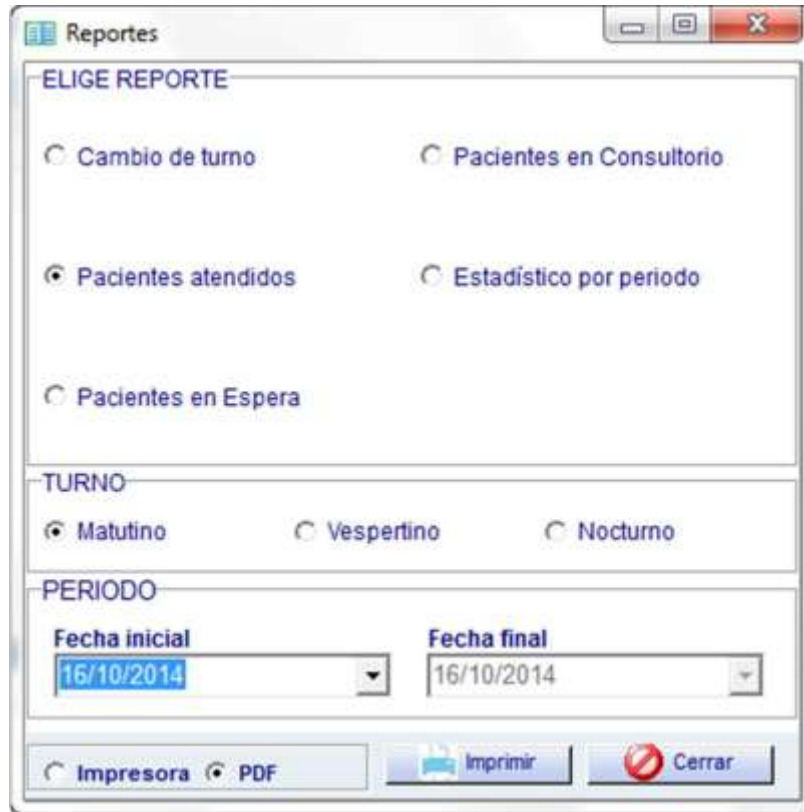 Reportes
ELIGE REPORTE
Cambio de turno
Pacientes en Consultorio
Pacientes atendidos
Estadístico por periodo
Pacientes en Espera
TURNO
Matutino
Vespertino
Nocturno
PERIODO
Fecha inicial
Fecha final
16/10/2014
16/10/2014
Impresora
PDF
Imprimir
Cerrar